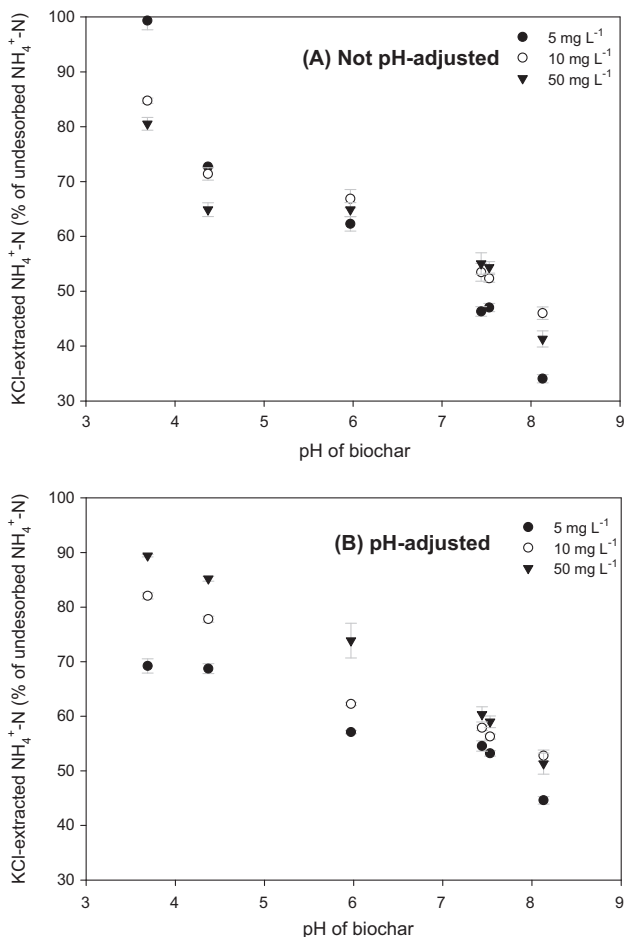 KCl-extracted NH₄⁺-N (% of undesorbed NH₄⁺-N)
100
90
80
70
60
50
40
30
(A) Not pH-adjusted
5 mg L⁻¹
10 mg L⁻¹
50 mg L⁻¹
3 4 5 6 7 8 9
pH of biochar
KCl-extracted NH₄⁺-N (% of undesorbed NH₄⁺-N)
100
90
80
70
60
50
40
30
(B) pH-adjusted
5 mg L⁻¹
10 mg L⁻¹
50 mg L⁻¹
3 4 5 6 7 8 9
pH of biochar